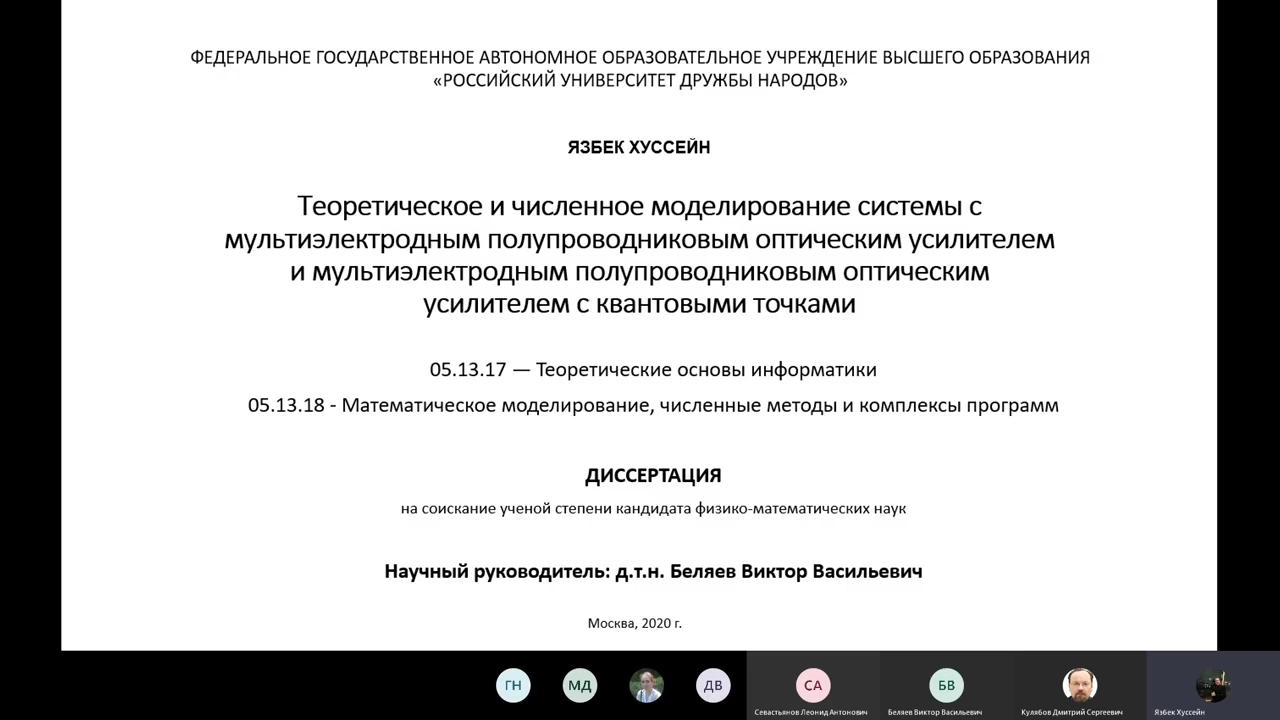 ФЕДЕРАЛЬНОЕ ГОСУДАРСТВЕННОЕ АВТОНОМНОЕ ОБРАЗОВАТЕЛЬНОЕ УЧРЕЖДЕНИЕ ВЫСШЕГО ОБРАЗОВАНИЯ
«РОССИЙСКИЙ УНИВЕРСИТЕТ ДРУЖБЫ НАРОДОВ»
ЯЗБЕК ХУССЕЙН
Теоретическое и численное моделирование системы с
мультиэлектродным полупроводниковым оптическим усилителем
и мультиэлектродным полупроводниковым оптическим
усилителем с квантовыми точками
05.13.17 — Теоретические основы информатики
05.13.18 - Математическое моделирование, численные методы и комплексы программ
ДИССЕРТАЦИЯ
на соискание ученой степени кандидата физико-математических наук
Научный руководитель: д.т.н. Беляев Виктор Васильевич
Москва, 2020 г.
ГН
МД
ДВ
СА
БВ
Севастьянов Леонид Антонович
Беляев Виктор Васильевич
Кулябов Дмитрий Сергеевич
Язбек Хуссейн